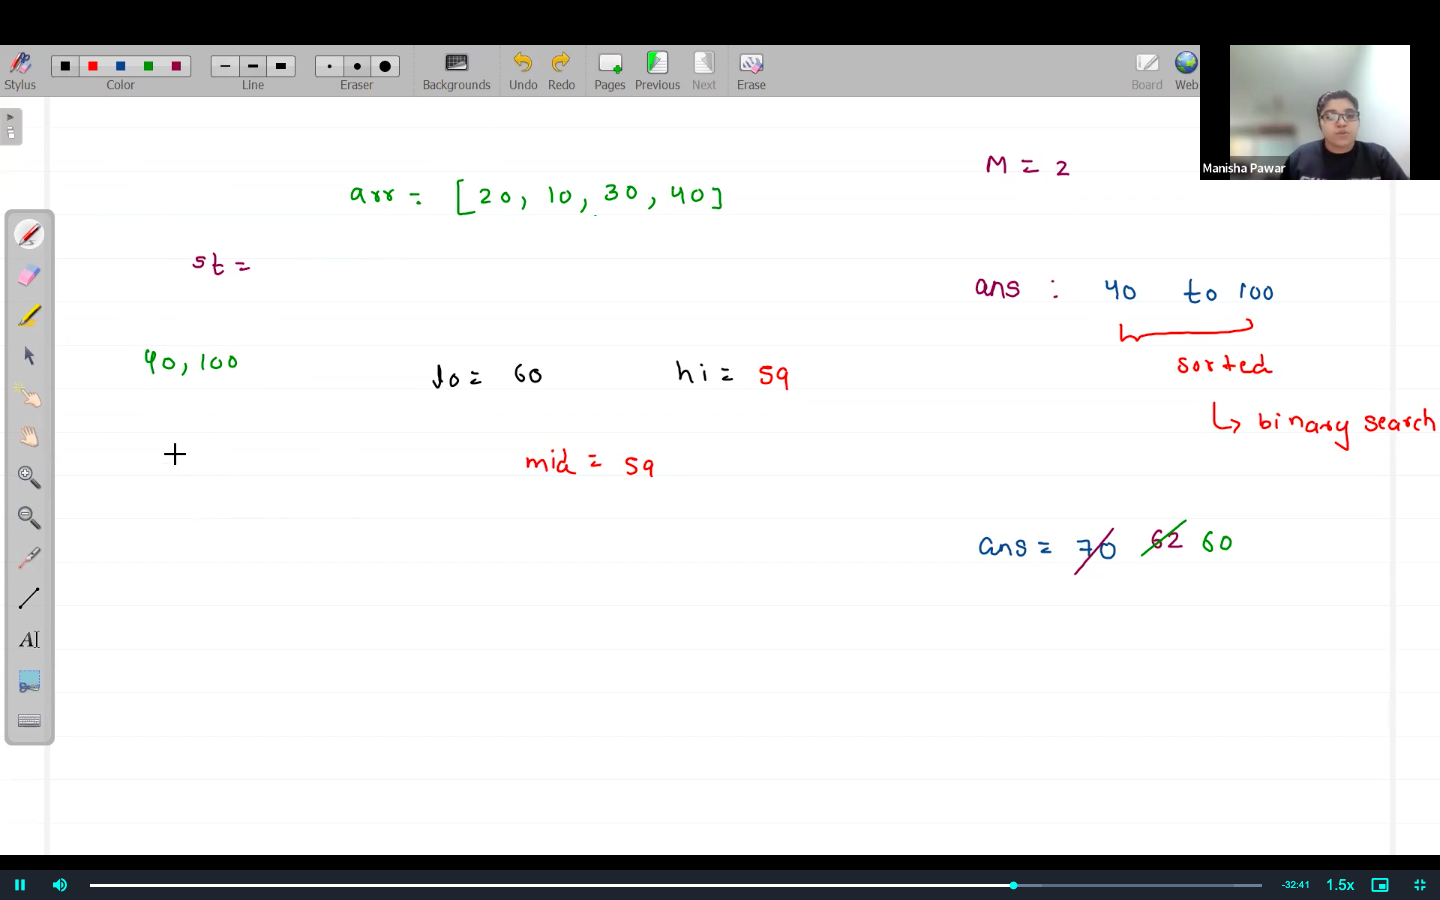 Stylus Color Line Eraser Backgrounds Undo Redo Pages Previous Next Erase Board Web
Manisha Pawar
M = 2
arr = [20, 10, 30, 40]
st =
ans : 40 to 100
sorted
↳ binary search
40, 100
lo = 60 hi = 59
mid = 59
ans = 70 62 60
AI
-32:41 1.5x